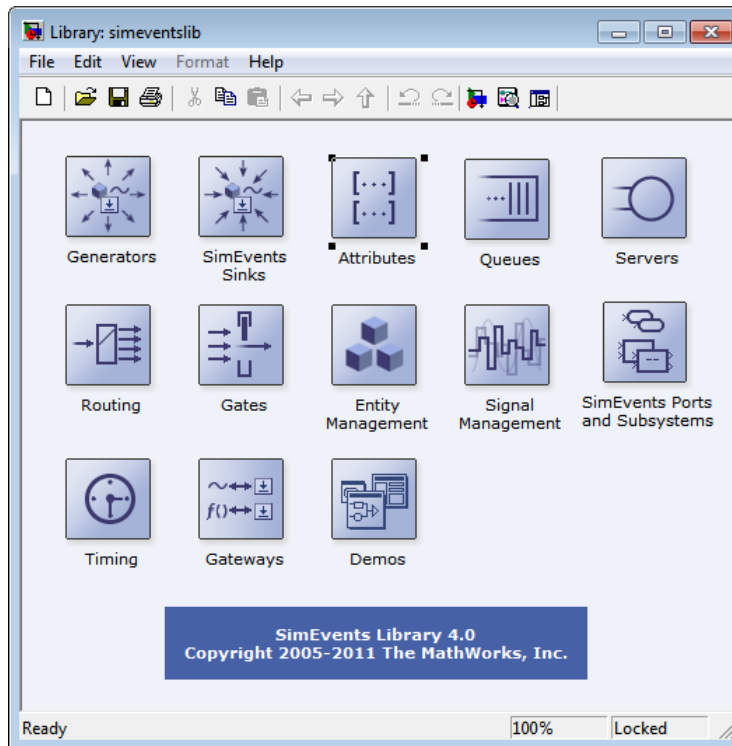 Library: simeventslib
File Edit View Format Help
Generators
SimEvents
Sinks
Attributes
Queues
Servers
Routing
Gates
Entity
Management
Signal
Management
SimEvents Ports
and Subsystems
Timing
f()
Gateways
Demos
SimEvents Library 4.0
Copyright 2005-2011 The MathWorks, Inc.
Ready 100% Locked